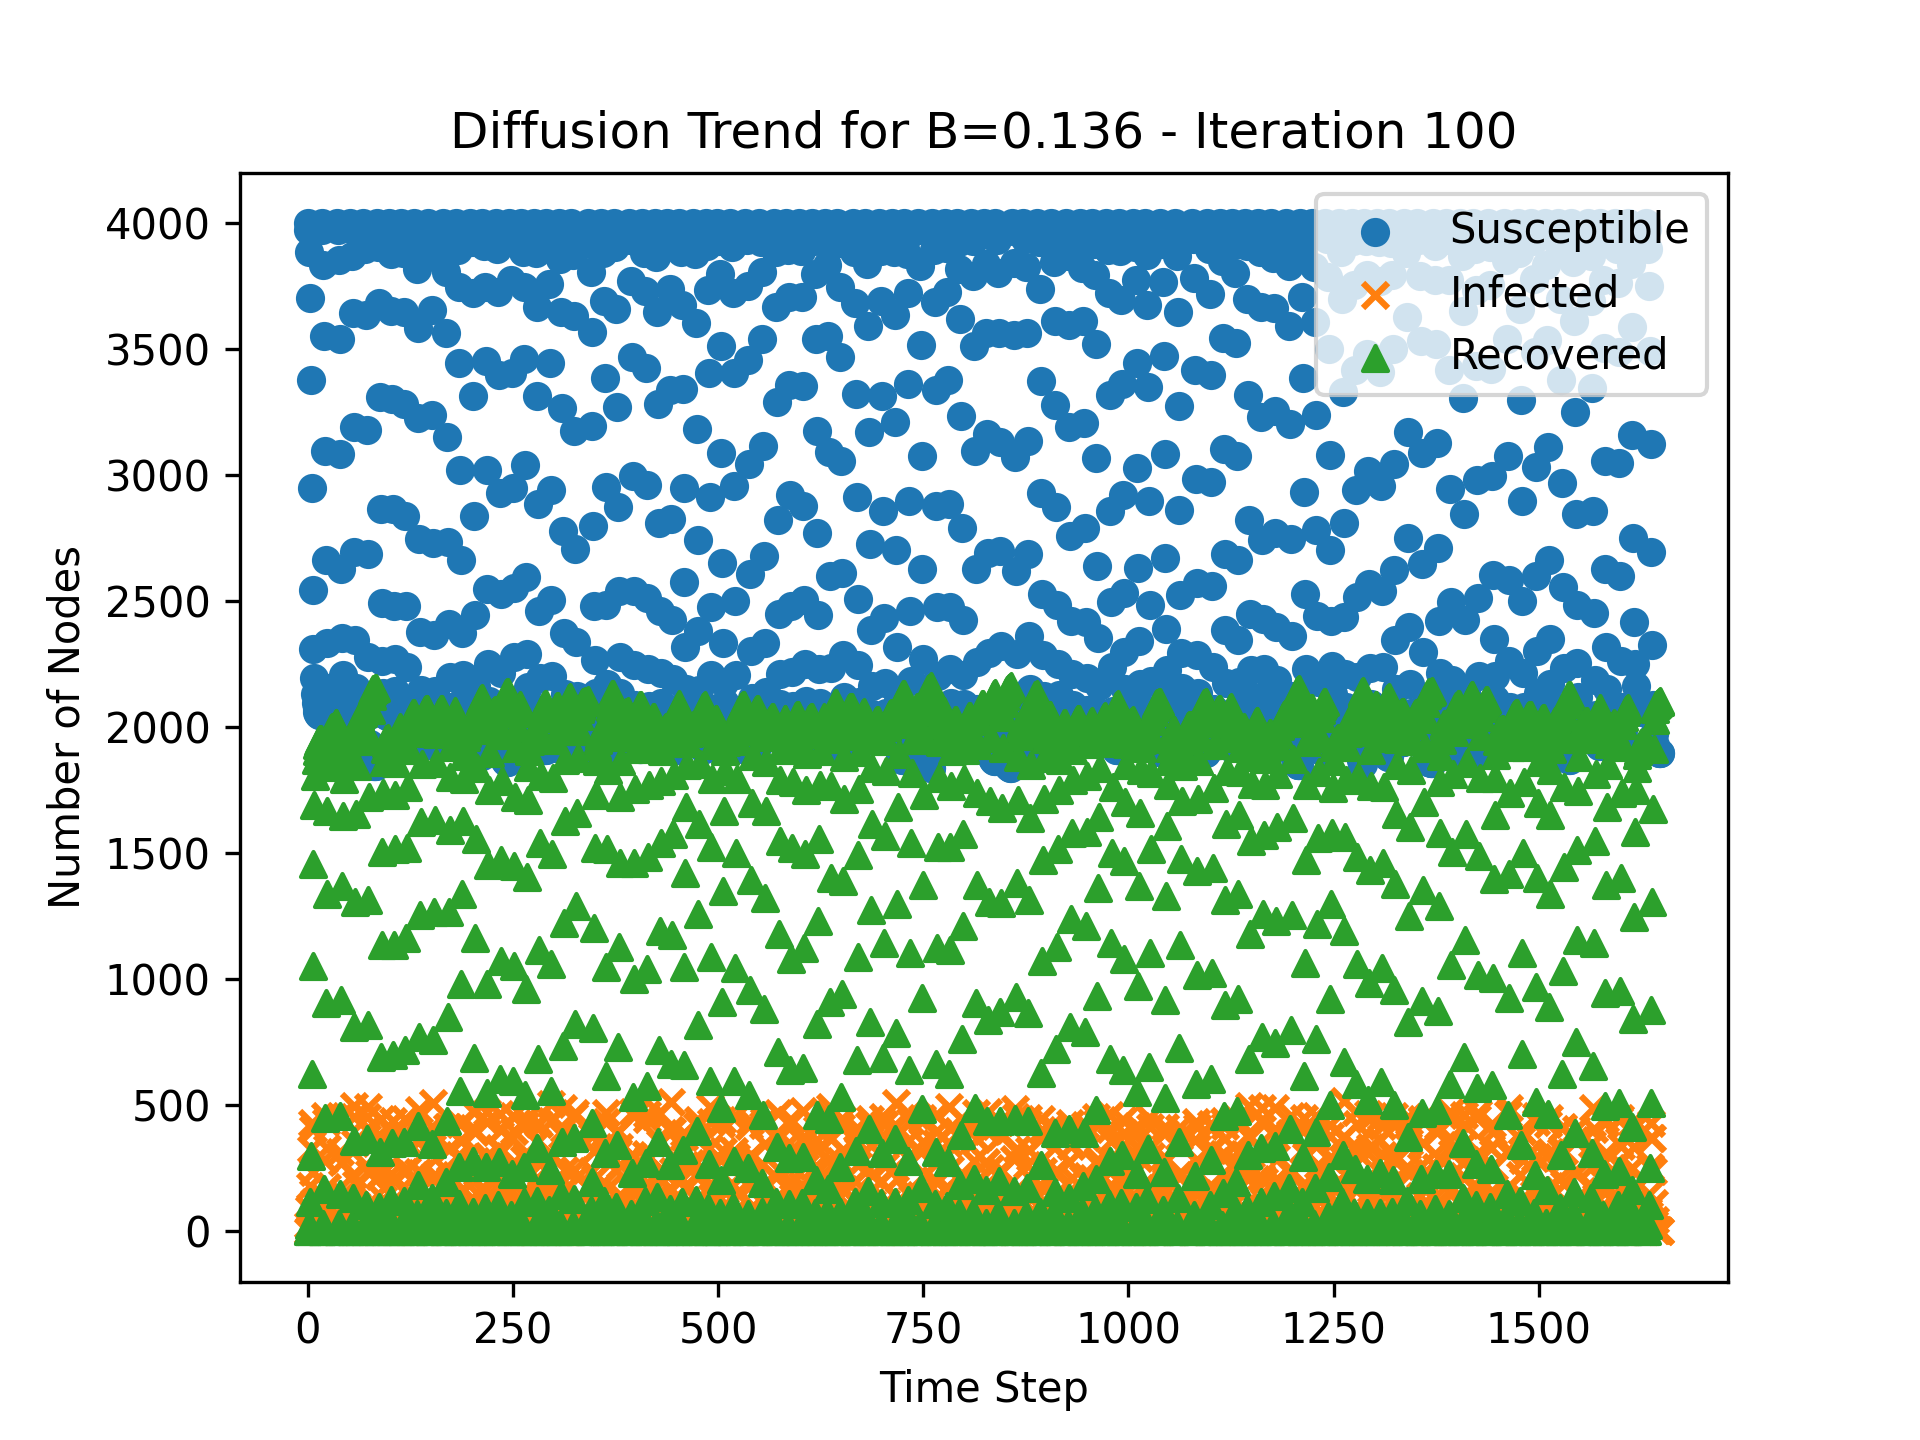 Diffusion Trend for B=0.136 - Iteration 100
Susceptible
Infected
Recovered
Number of Nodes
4000
3500
3000
2500
2000
1500
1000
500
0
0 250 500 750 1000 1250 1500
Time Step